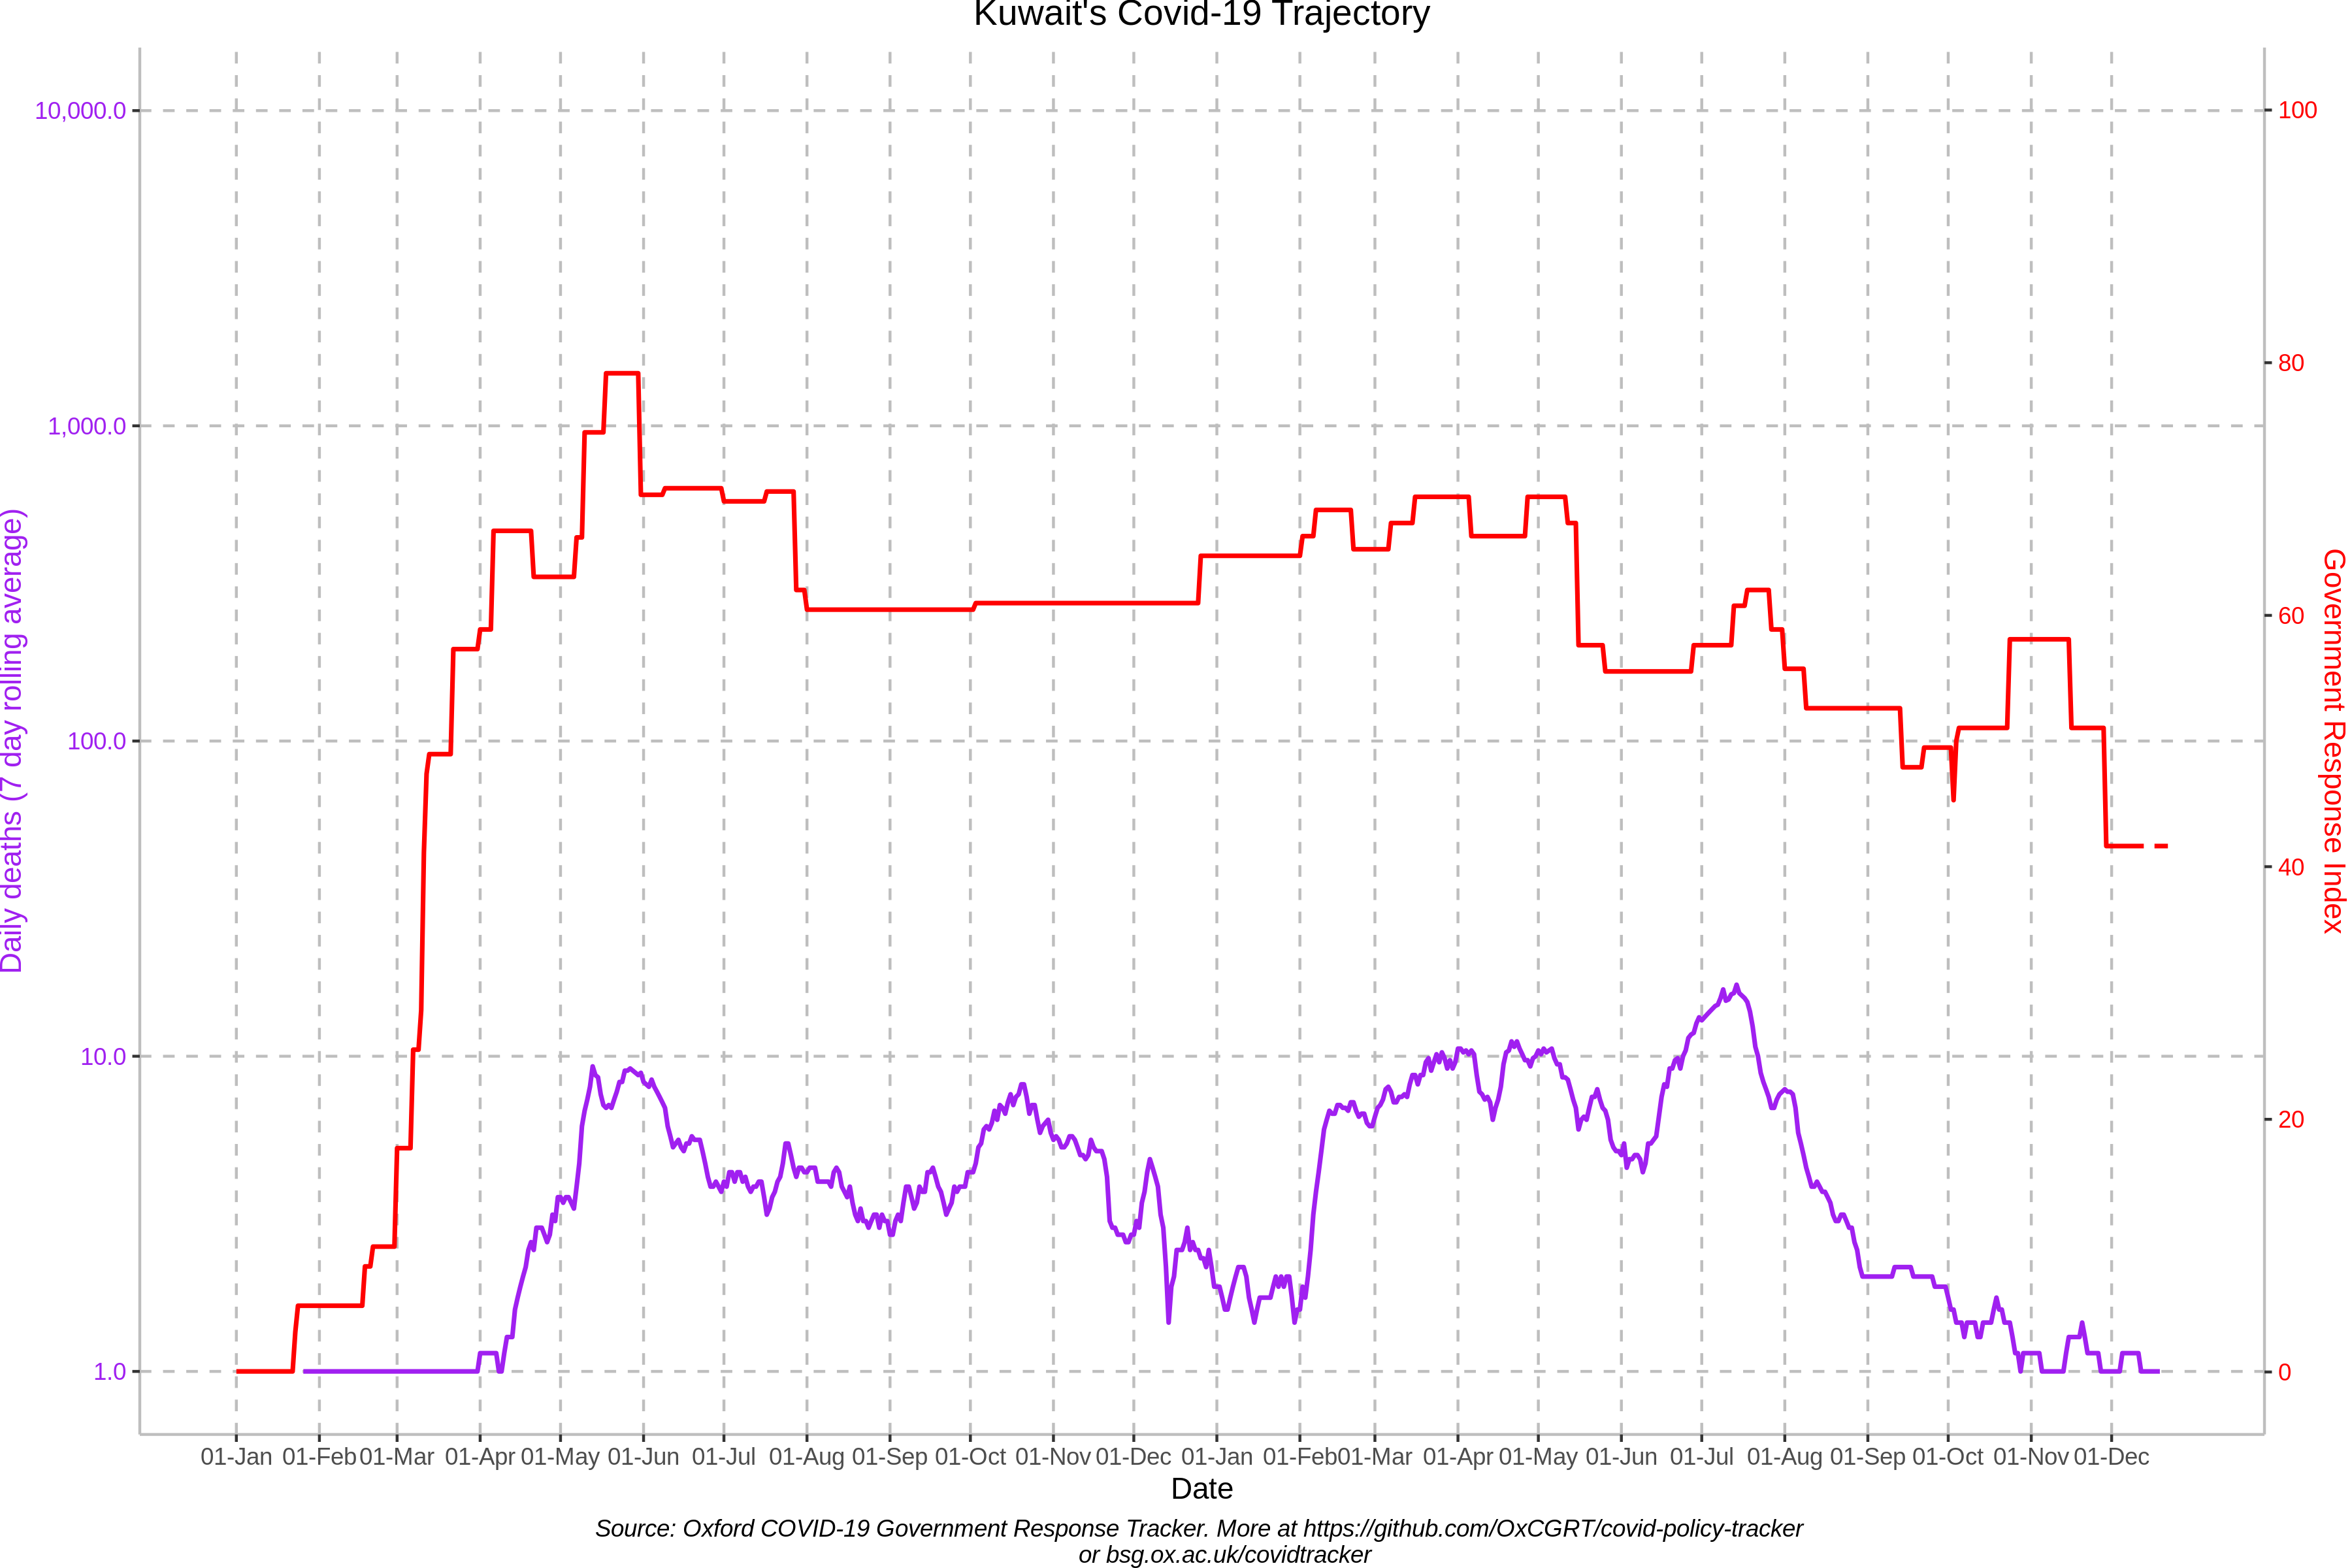 Kuwait's Covid-19 Trajectory
10,000.0
1,000.0
100.0
10.0
1.0
Daily deaths (7 day rolling average)
100
80
60
40
20
0
Government Response Index
01-Jan 01-Feb 01-Mar 01-Apr 01-May 01-Jun 01-Jul 01-Aug 01-Sep 01-Oct 01-Nov 01-Dec 01-Jan 01-Feb 01-Mar 01-Apr 01-May 01-Jun 01-Jul 01-Aug 01-Sep 01-Oct 01-Nov 01-Dec
Date
Source: Oxford COVID-19 Government Response Tracker. More at https://github.com/OxCGRT/covid-policy-tracker
or bsg.ox.ac.uk/covidtracker